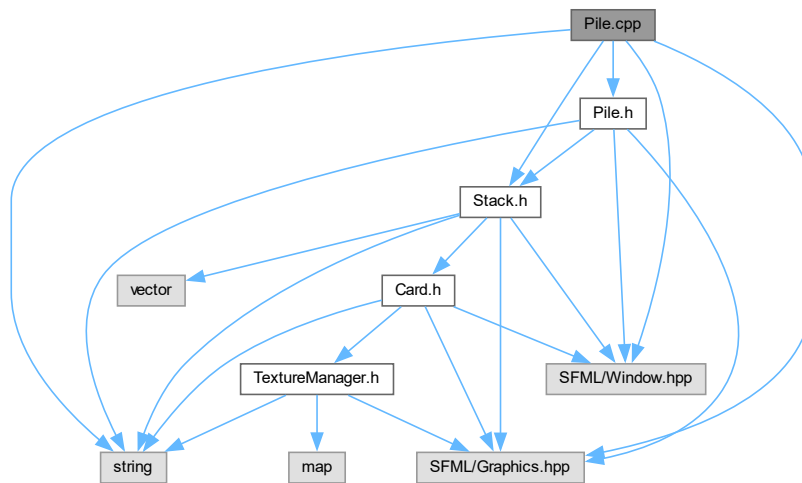 Pile.cpp
Pile.h
Stack.h
vector
Card.h
TextureManager.h
SFML/Window.hpp
string
map
SFML/Graphics.hpp